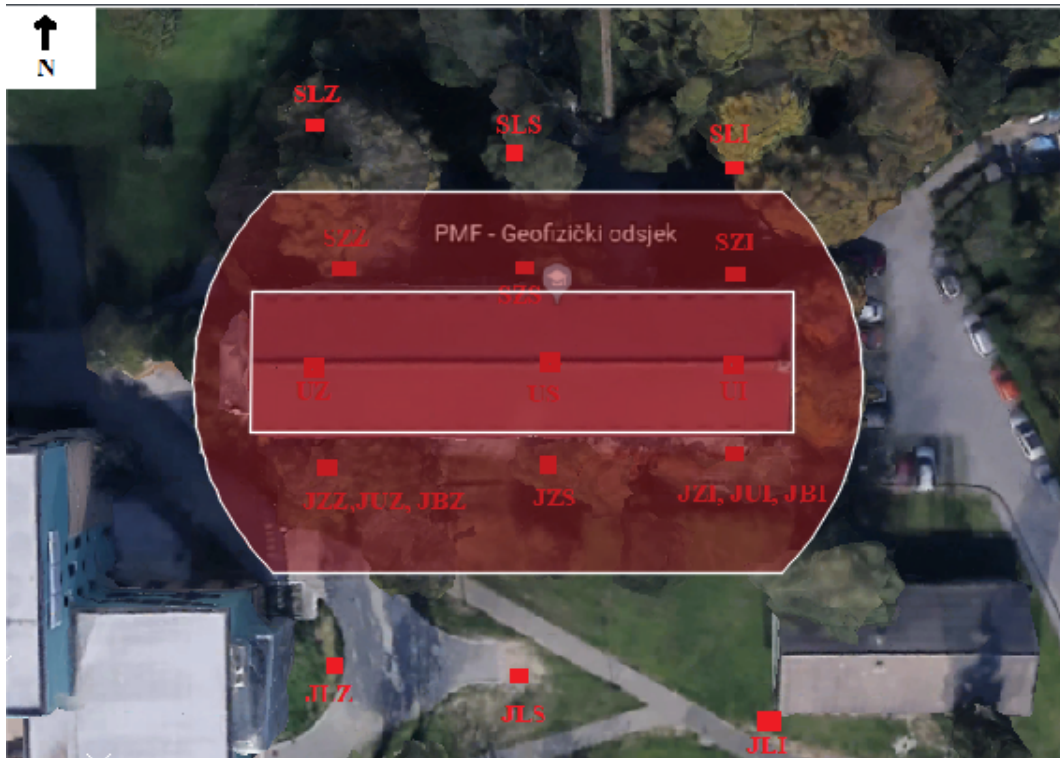 N
SLZ
SLS
SLI
SZZ
PMF - Geofizički odsjek
SZI
SZS
UZ
US
UI
JZZ,JUZ, JBZ
JZS
JZI, JUI, JBI
JLZ
JLS
JLI